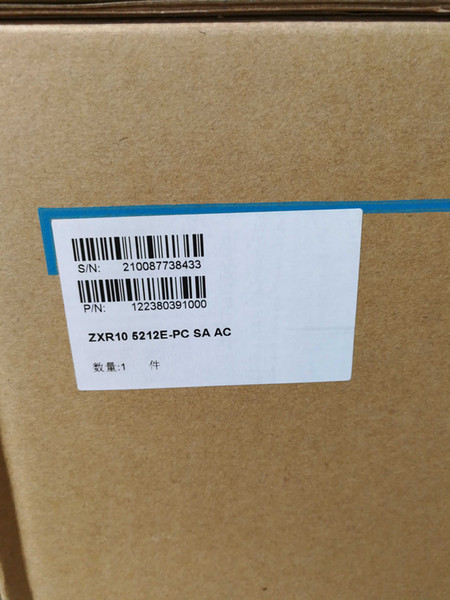 S/N: 210087738433
P/N: 122380391000
ZXR10 5212E-PC SA AC
数量:1 件